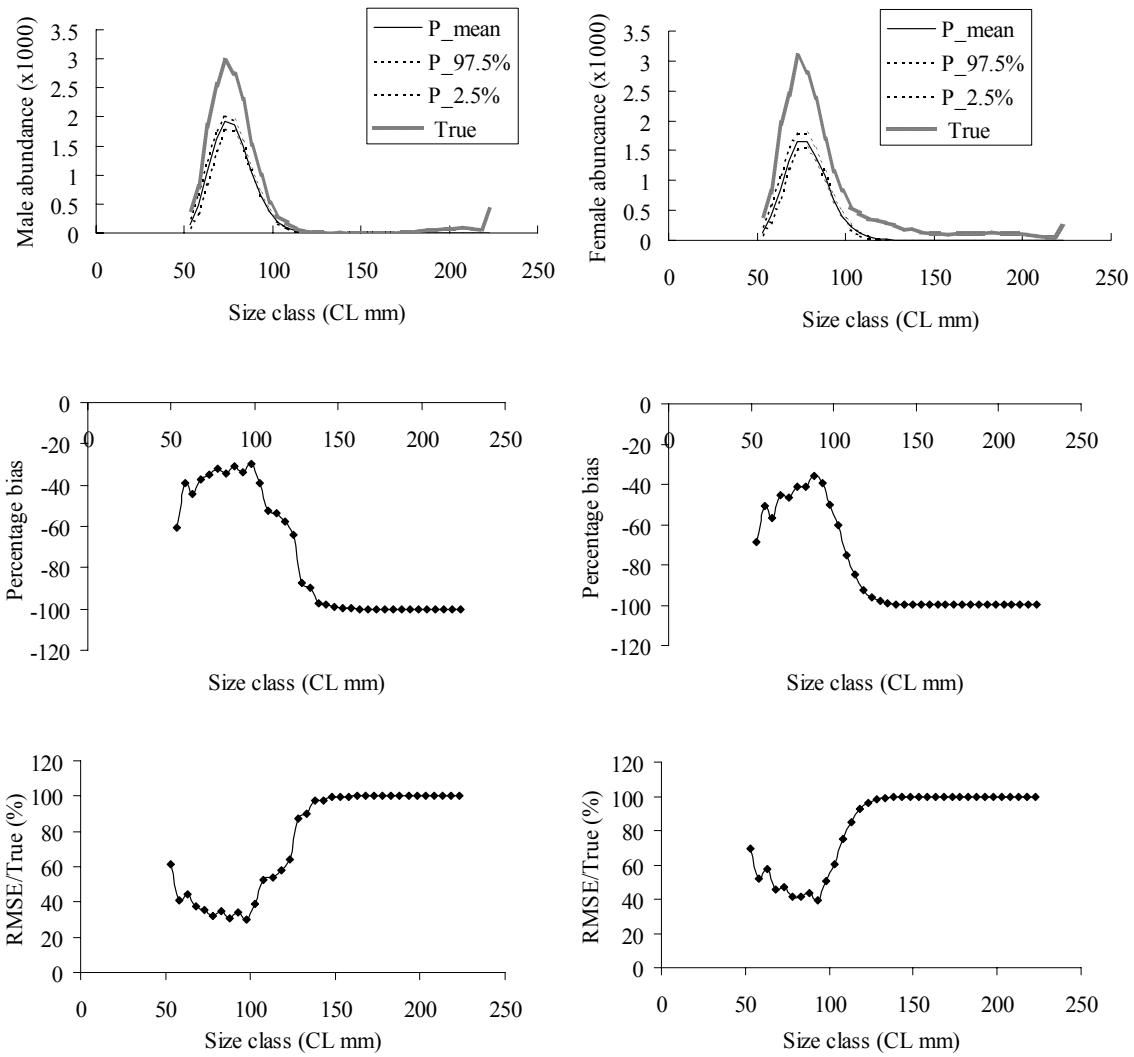 Male abundance (x1000)
3.5
3
2.5
2
1.5
1
0.5
0
0 50 100 150 200 250
Size class (CL mm)
P_mean
P_97.5%
P_2.5%
True
Female abuncance (x1000)
3.5
3
2.5
2
1.5
1
0.5
0
0 50 100 150 200 250
Size class (CL mm)
P_mean
P_97.5%
P_2.5%
True
Percentage bias
0
-20
-40
-60
-80
-100
-120
0 50 100 150 200 250
Size class (CL mm)
Percentage bias
0
-20
-40
-60
-80
-100
-120
0 50 100 150 200 250
Size class (CL mm)
RMSE/True (%)
120
100
80
60
40
20
0
0 50 100 150 200 250
Size class (CL mm)
RMSE/True (%)
120
100
80
60
40
20
0
0 50 100 150 200 250
Size class (CL mm)